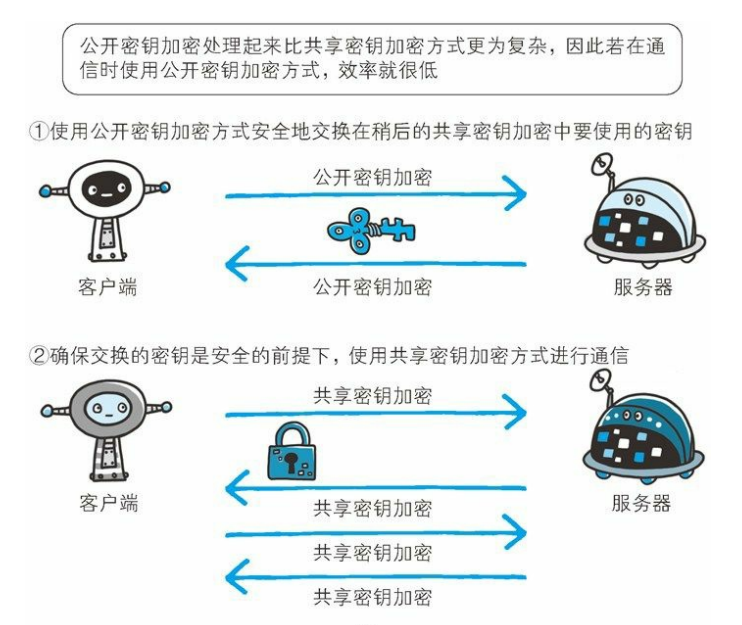 公开密钥加密处理起来比共享密钥加密方式更为复杂，因此若在通
信时使用公开密钥加密方式，效率就很低
①使用公开密钥加密方式安全地交换在稍后的共享密钥加密中要使用的密钥
公开密钥加密
公开密钥加密
客户端
服务器
②确保交换的密钥是安全的前提下，使用共享密钥加密方式进行通信
共享密钥加密
客户端
服务器
共享密钥加密
共享密钥加密
共享密钥加密